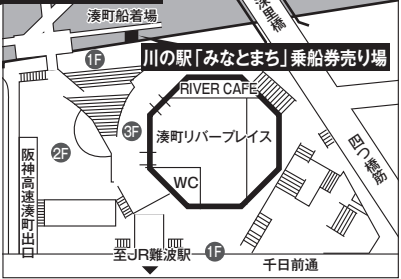 湊町船着場
深里橋
1F
川の駅「みなとまち」乗船券売り場
RIVER CAFE
3F
湊町リバープレイス
2F
四つ橋筋
阪神高速湊町出口
WC
至JR難波駅
1F
千日前通